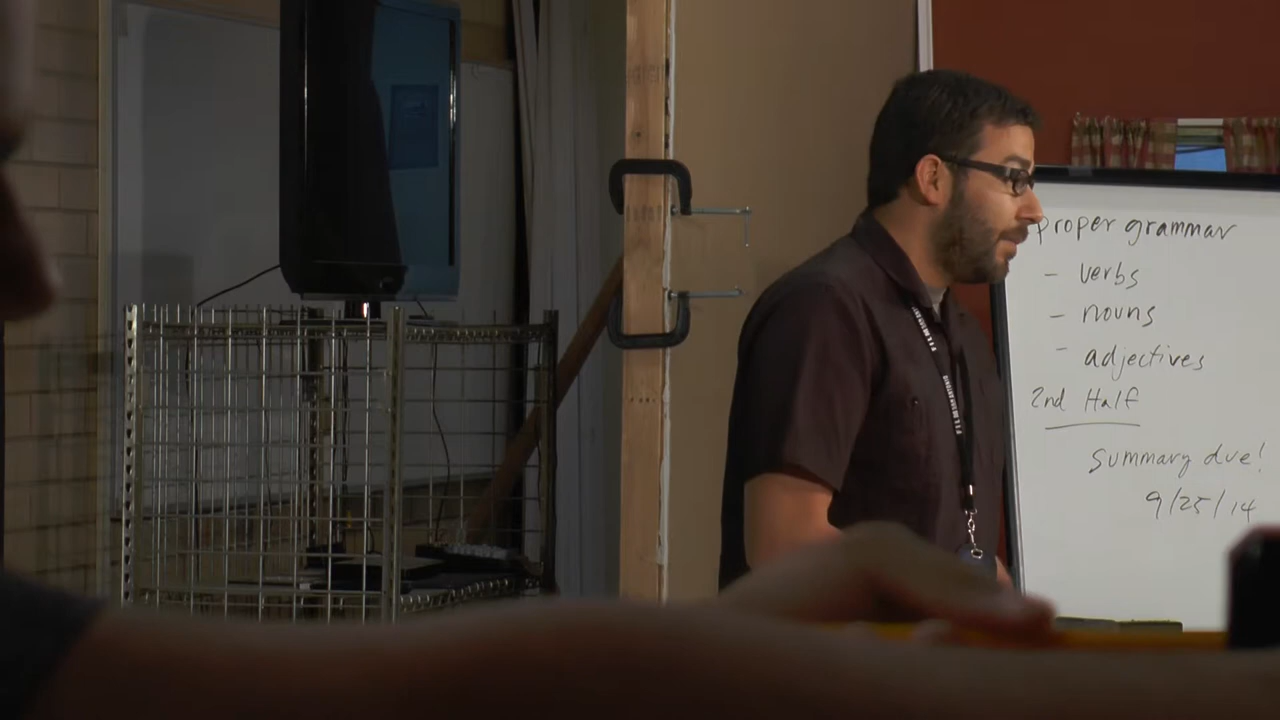 proper grammar
- verbs
- nouns
- adjectives
2nd Half
Summary due!
9/25/14